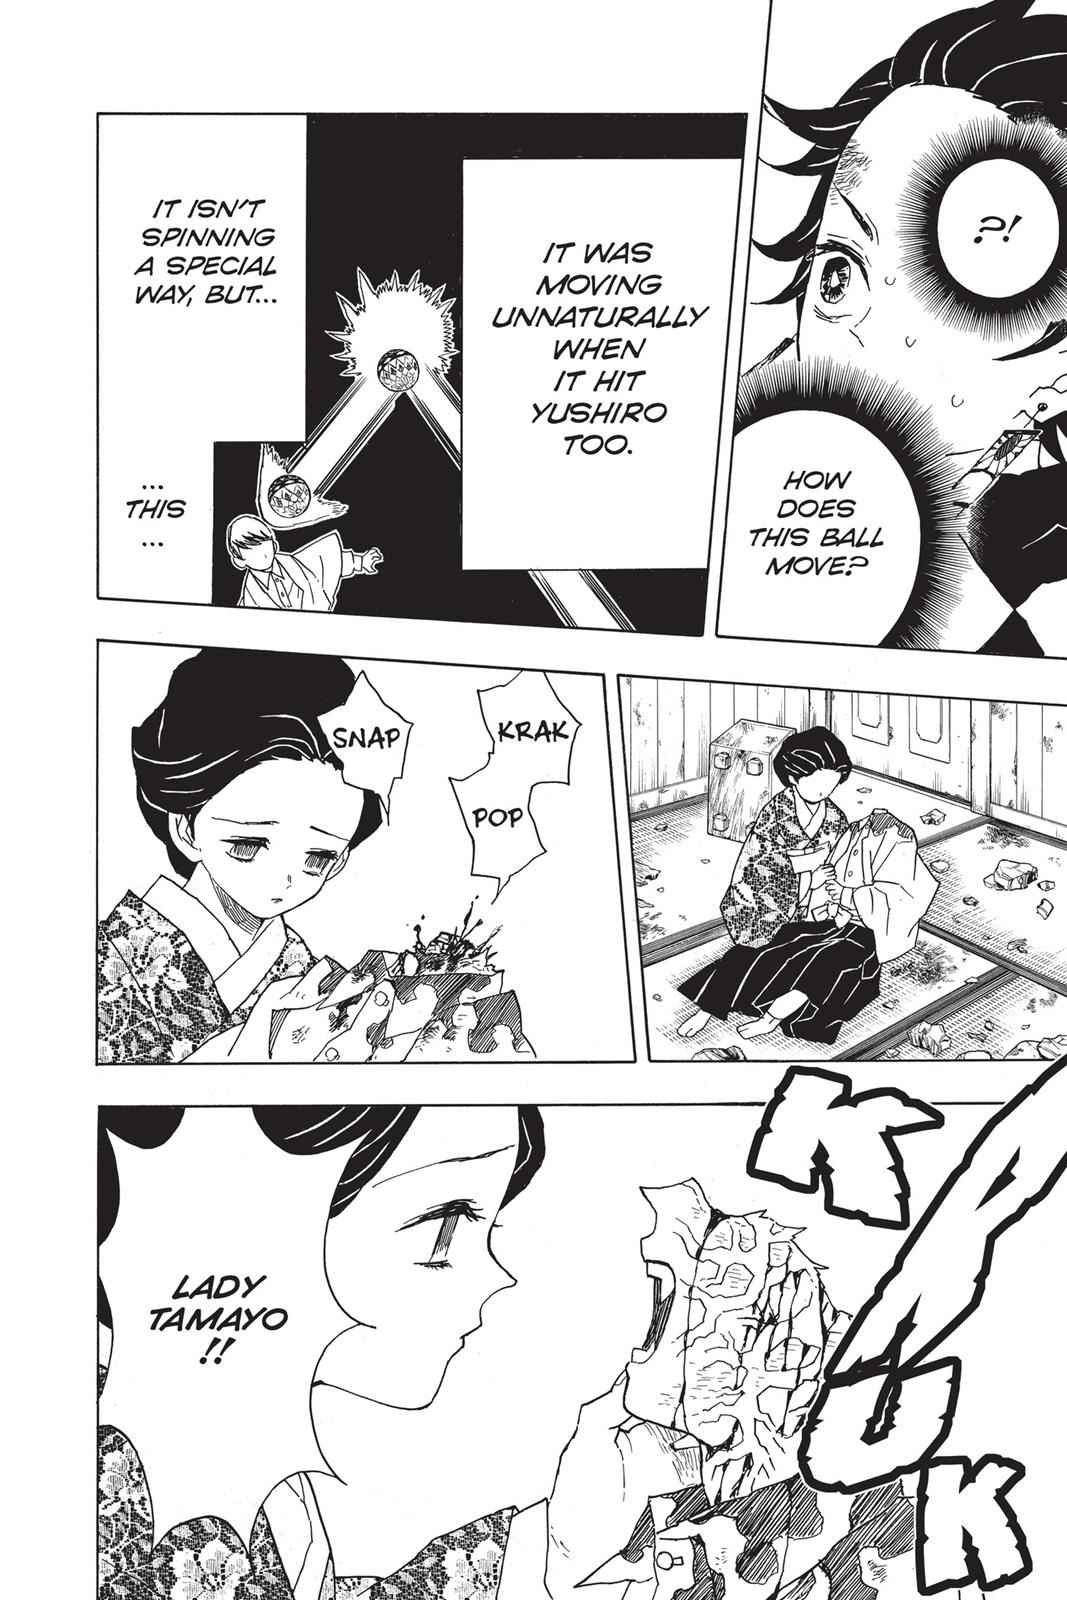 ?!
HOW
DOES
THIS BALL
MOVE?
IT WAS
MOVING
UNNATURALLY
WHEN
IT HIT
YUSHIRO
TOO.
IT ISN'T
SPINNING
A SPECIAL
WAY, BUT...
...
THIS
...
KRAK
POP
SNAP
KRUK
LADY
TAMAYO
!!